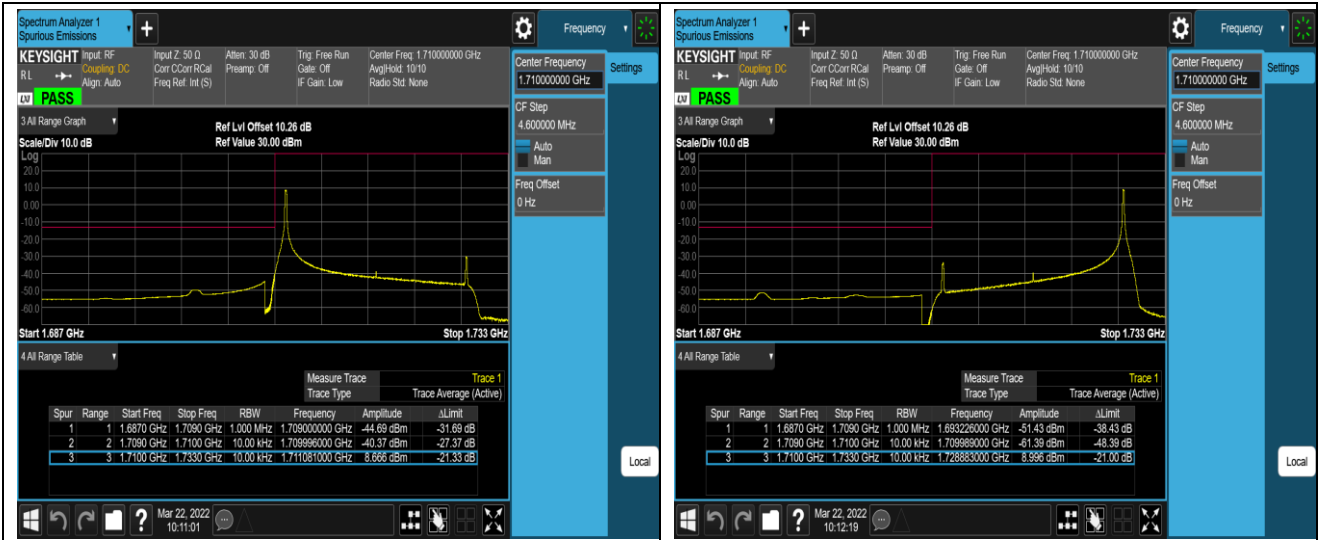 Spectrum Analyzer 1
Spurious Emissions
+
Frequency
KEYSIGHT
RL
Input: RF
Coupling: DC
Align: Auto
Input Z: 50 Ω
Corr CCorr RCal
Freq Ref: Int (S)
Atten: 30 dB
Preamp: Off
Trig: Free Run
Gate: Off
IF Gain: Low
Center Freq: 1.710000000 GHz
Avg|Hold: 10/10
Radio Std: None
LXI PASS
Center Frequency
1.710000000 GHz
Settings
CF Step
4.600000 MHz
Auto
Man
Freq Offset
0 Hz
3 All Range Graph
Ref Lvl Offset 10.26 dB
Scale/Div 10.0 dB
Ref Value 30.00 dBm
Log
20.0
10.0
0.00
-10.0
-20.0
-30.0
-40.0
-50.0
-60.0
Start 1.687 GHz
Stop 1.733 GHz
4 All Range Table
Measure Trace Trace 1
Trace Type Trace Average (Active)
Spur Range Start Freq Stop Freq RBW Frequency Amplitude ΔLimit
1 1 1.6870 GHz 1.7090 GHz 1.000 MHz 1.709000000 GHz -44.69 dBm -31.69 dB
2 2 1.7090 GHz 1.7100 GHz 10.00 kHz 1.709996000 GHz -40.37 dBm -27.37 dB
3 3 1.7100 GHz 1.7330 GHz 10.00 kHz 1.711081000 GHz 8.666 dBm -21.33 dB
Local
?
Mar 22, 2022
10:11:01
Spectrum Analyzer 1
Spurious Emissions
+
Frequency
KEYSIGHT
RL
Input: RF
Coupling: DC
Align: Auto
Input Z: 50 Ω
Corr CCorr RCal
Freq Ref: Int (S)
Atten: 30 dB
Preamp: Off
Trig: Free Run
Gate: Off
IF Gain: Low
Center Freq: 1.710000000 GHz
Avg|Hold: 10/10
Radio Std: None
LXI PASS
Center Frequency
1.710000000 GHz
Settings
CF Step
4.600000 MHz
Auto
Man
Freq Offset
0 Hz
3 All Range Graph
Ref Lvl Offset 10.26 dB
Scale/Div 10.0 dB
Ref Value 30.00 dBm
Log
20.0
10.0
0.00
-10.0
-20.0
-30.0
-40.0
-50.0
-60.0
Start 1.687 GHz
Stop 1.733 GHz
4 All Range Table
Measure Trace Trace 1
Trace Type Trace Average (Active)
Spur Range Start Freq Stop Freq RBW Frequency Amplitude ΔLimit
1 1 1.6870 GHz 1.7090 GHz 1.000 MHz 1.693226000 GHz -51.43 dBm -38.43 dB
2 2 1.7090 GHz 1.7100 GHz 10.00 kHz 1.709989000 GHz -61.39 dBm -48.39 dB
3 3 1.7100 GHz 1.7330 GHz 10.00 kHz 1.728883000 GHz 8.996 dBm -21.00 dB
Local
?
Mar 22, 2022
10:12:19